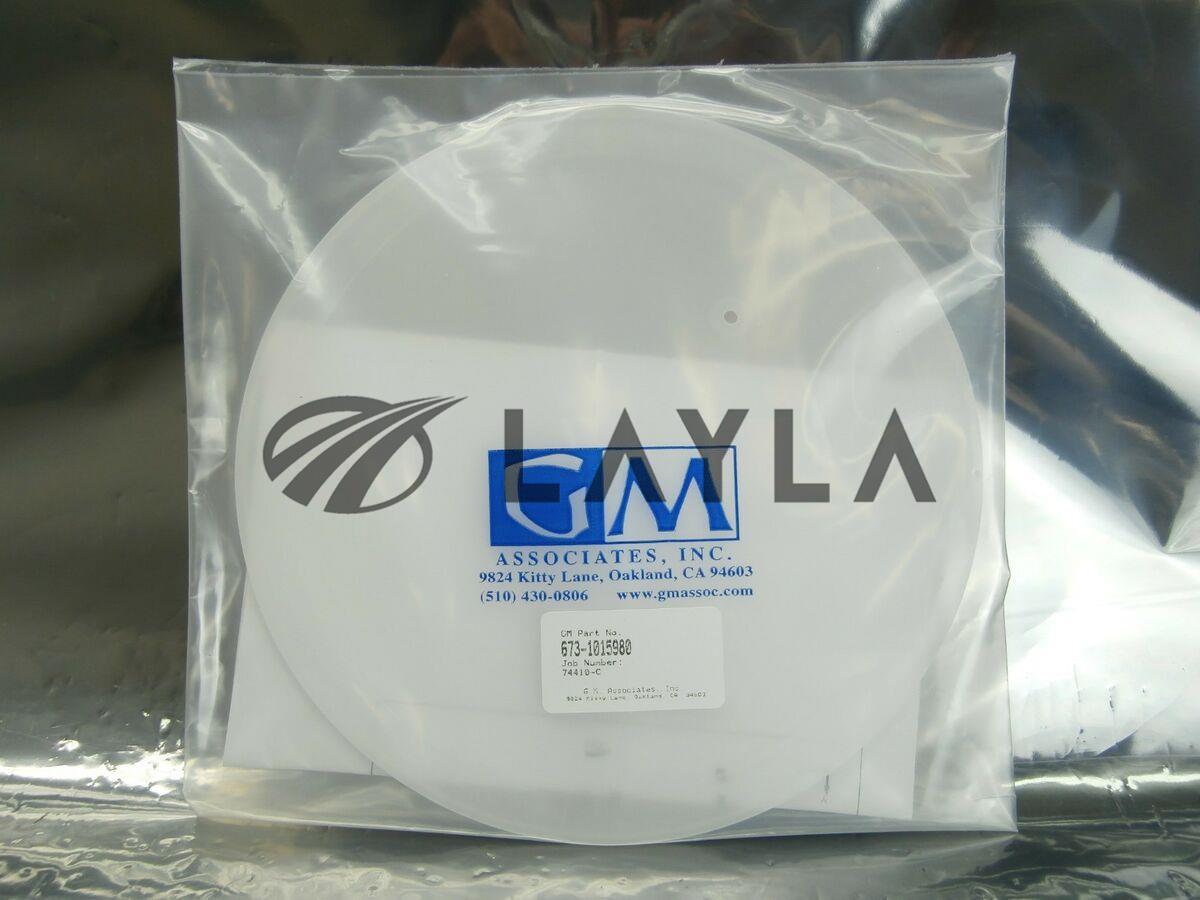 LAYLA
GM
ASSOCIATES, INC.
9824 Kitty Lane, Oakland, CA 94603
(510) 430-0806 www.gmassoc.com
GM Part No.
673-1015980
Job Number:
74410-C
G M Associates, Inc
9824 Kitty Lane Oakland, CA 94603